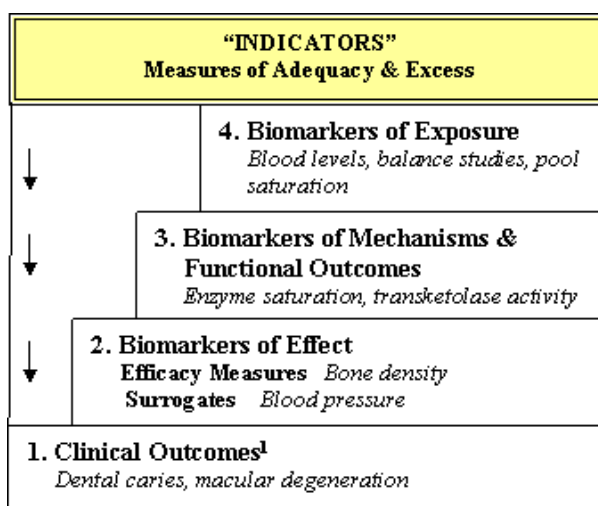 “INDICATORS”
Measures of Adequacy & Excess
4. Biomarkers of Exposure
Blood levels, balance studies, pool
saturation
3. Biomarkers of Mechanisms &
Functional Outcomes
Enzyme saturation, transketolase activity
2. Biomarkers of Effect
Efficacy Measures Bone density
Surrogates Blood pressure
1. Clinical Outcomes¹
Dental caries, macular degeneration